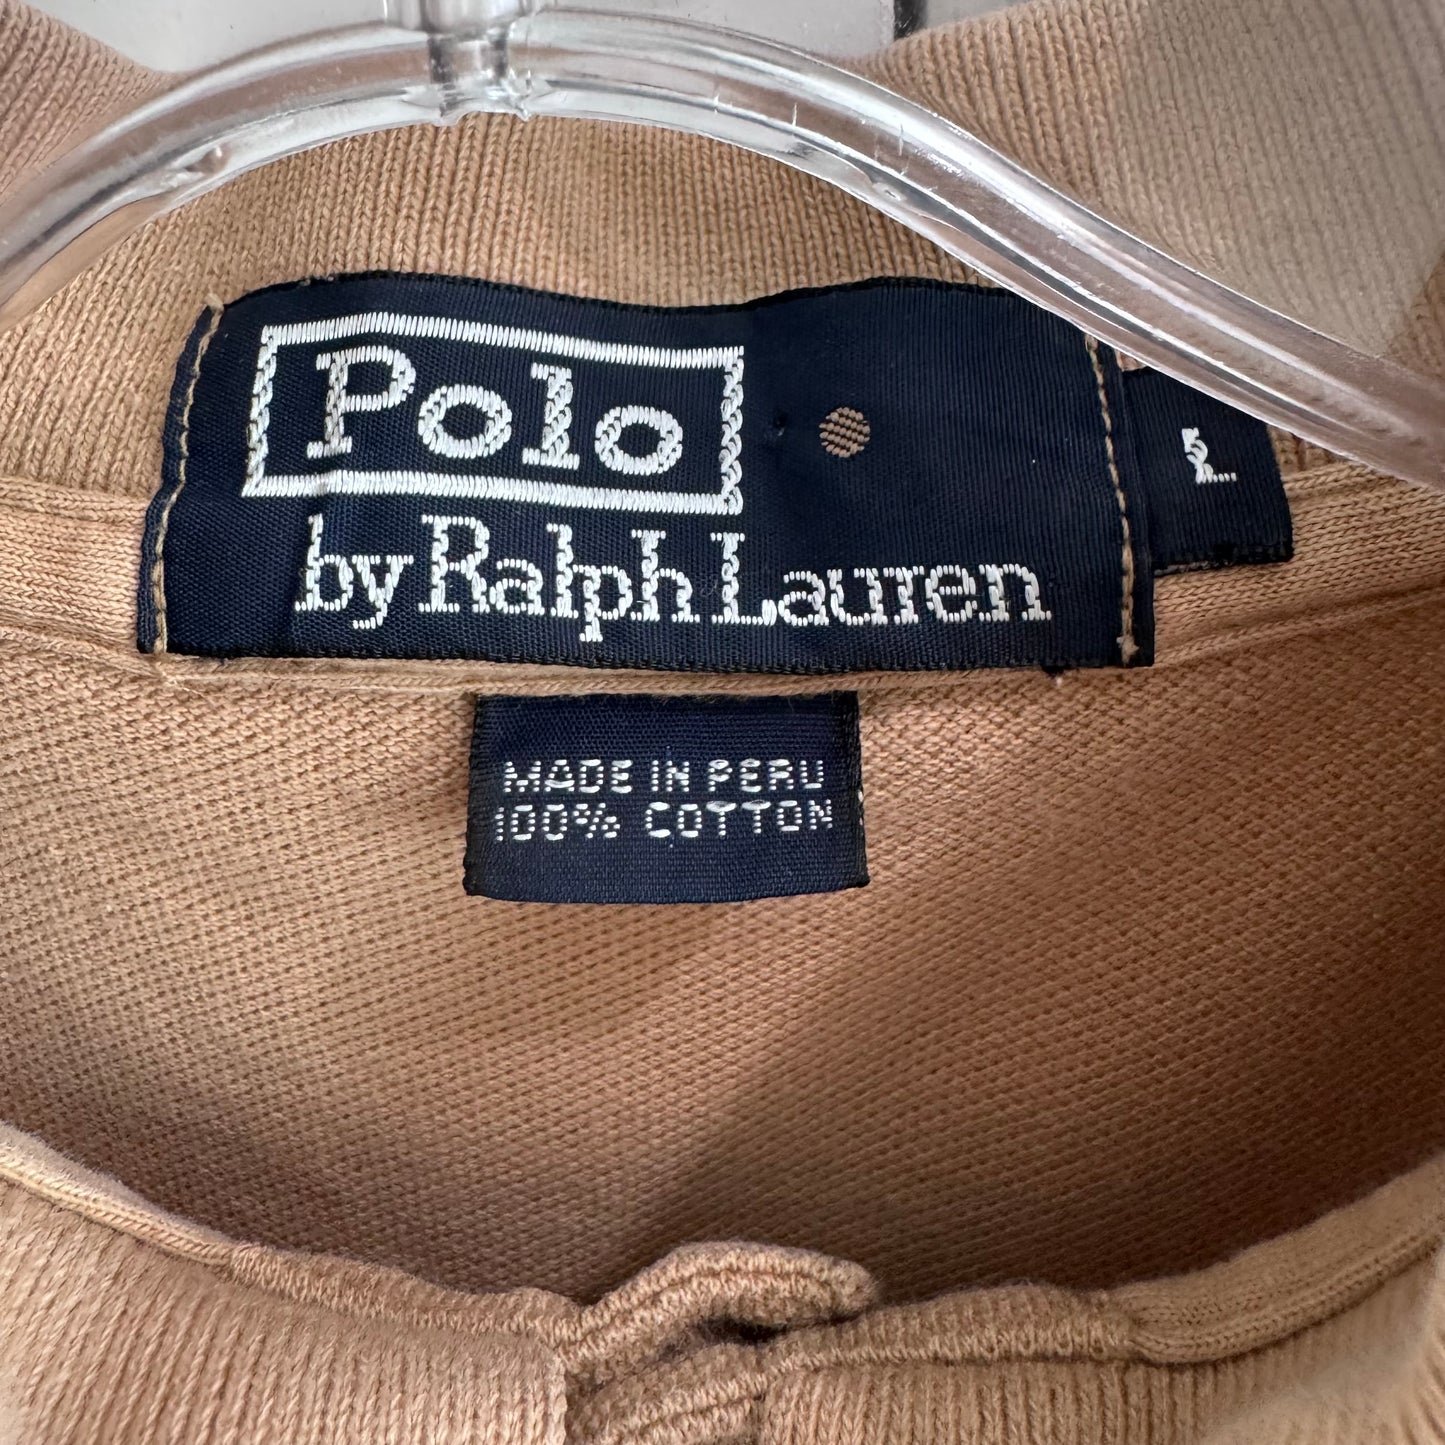 Polo
by Ralph Lauren
L
MADE IN PERU
100% COTTON